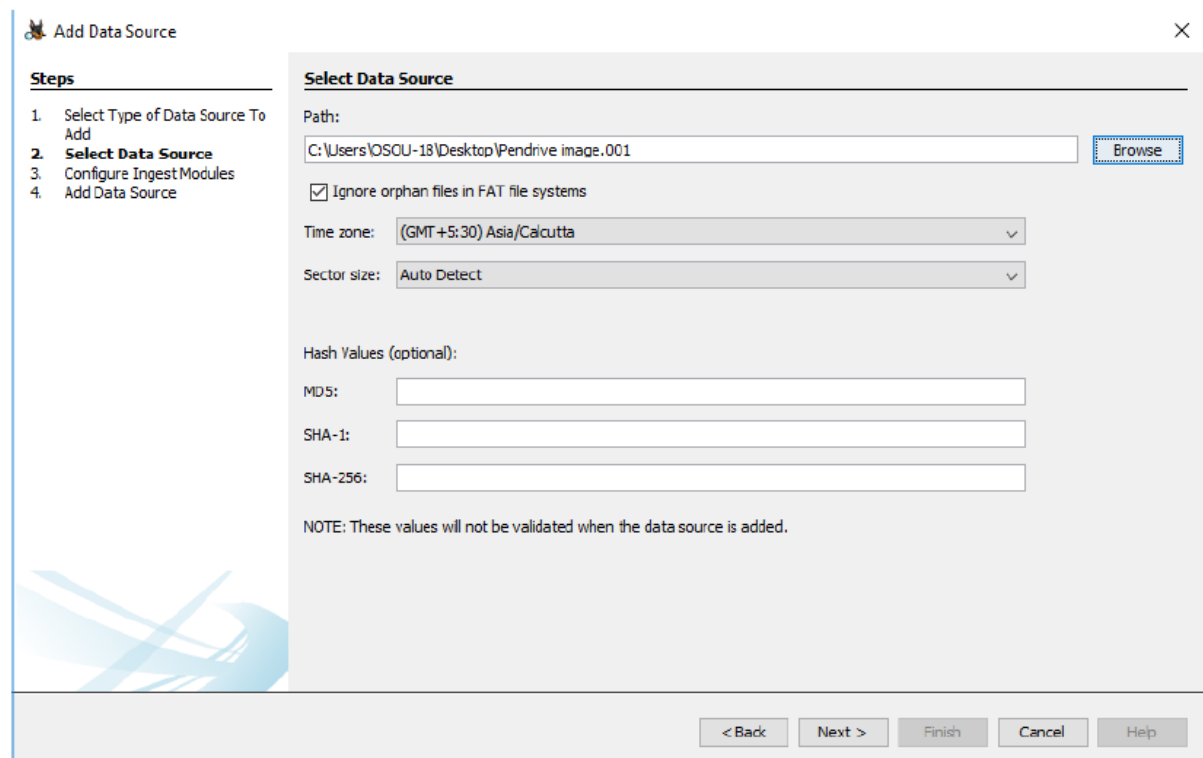 Add Data Source
Steps
1. Select Type of Data Source To
Add
2. Select Data Source
3. Configure Ingest Modules
4. Add Data Source
Select Data Source
Path:
C:\Users\OSOU-18\Desktop\Pendrive image.001
Browse
Ignore orphan files in FAT file systems
Time zone: (GMT+5:30) Asia/Calcutta
Sector size: Auto Detect
Hash Values (optional):
MD5:
SHA-1:
SHA-256:
NOTE: These values will not be validated when the data source is added.
< Back Next > Finish Cancel Help